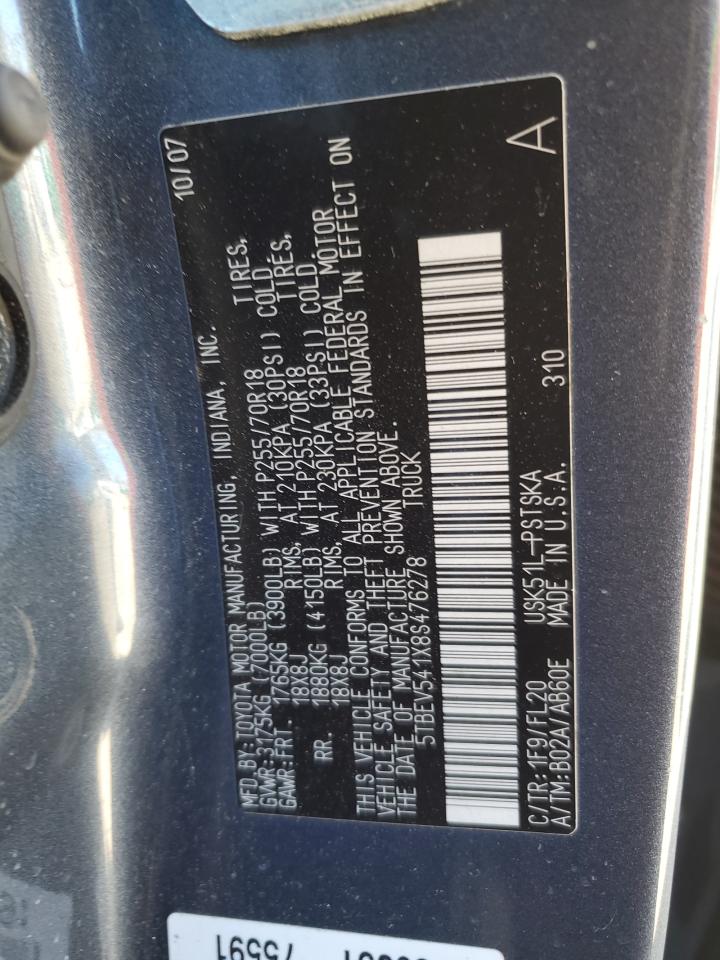 10/07
MFD.BY:TOYOTA MOTOR MANUFACTURING, INDIANA, INC.
GVWR:3175KG(7000LB)
GAWR:FRT. 1765KG (3900LB) WITH P255/70R18 TIRES,
18X8J RIMS, AT 210KPA (30PSI) COLD
RR. 1880KG (4150LB) WITH P255/70R18 TIRES,
18X8J RIMS, AT 230KPA (33PSI) COLD.
THIS VEHICLE CONFORMS TO ALL APPLICABLE FEDERAL MOTOR
VEHICLE SAFETY AND THEFT PREVENTION STANDARDS IN EFFECT ON
THE DATE OF MANUFACTURE SHOWN ABOVE.
5TBEV541X8S476278 TRUCK
A
C/TR:1F9/FL20 USK51L-PSTSKA
A/TM:B02A/AB60E MADE IN U.S.A. 310
75591